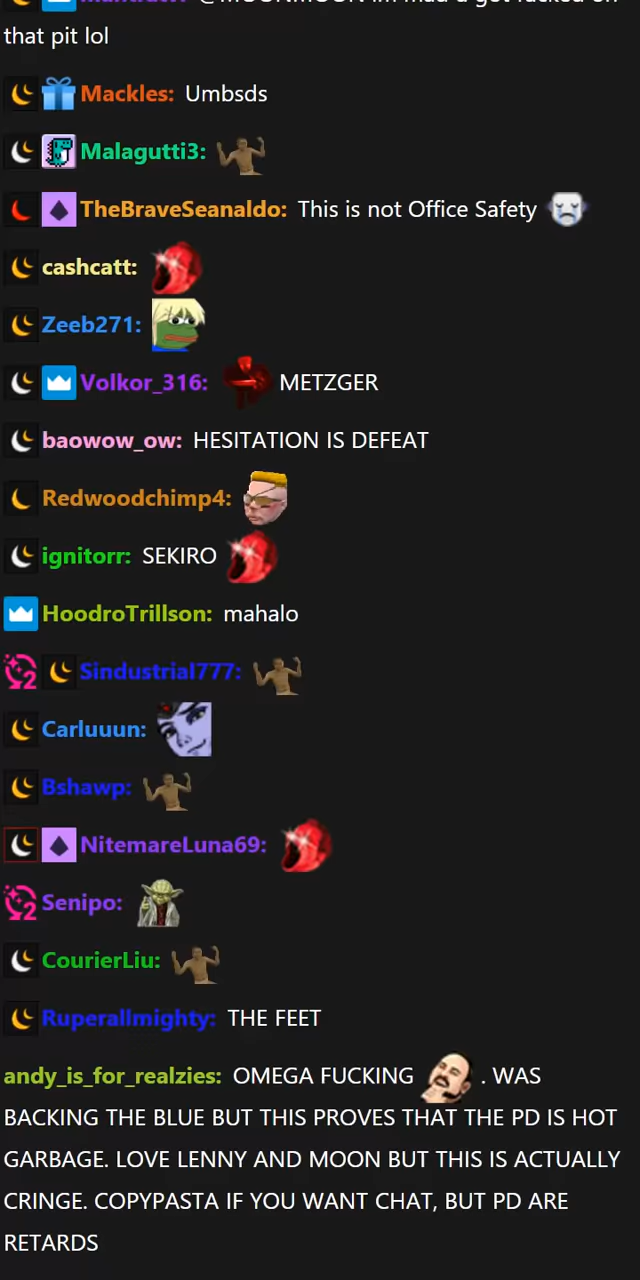 that pit lol
Mackles: Umbsds
Malagutti3:
TheBraveSeanaldo: This is not Office Safety
cashcatt:
Zeeb271:
Volkor_316: METZGER
baowow_ow: HESITATION IS DEFEAT
Redwoodchimp4:
ignitorr: SEKIRO
HoodroTrillson: mahalo
2 Sindustrial777:
Carluuun:
Bshawp:
NitemareLuna69:
2 Senipo:
CourierLiu:
Ruperallmighty: THE FEET
andy_is_for_realzies: OMEGA FUCKING . WAS
BACKING THE BLUE BUT THIS PROVES THAT THE PD IS HOT
GARBAGE. LOVE LENNY AND MOON BUT THIS IS ACTUALLY
CRINGE. COPYPASTA IF YOU WANT CHAT, BUT PD ARE
RETARDS